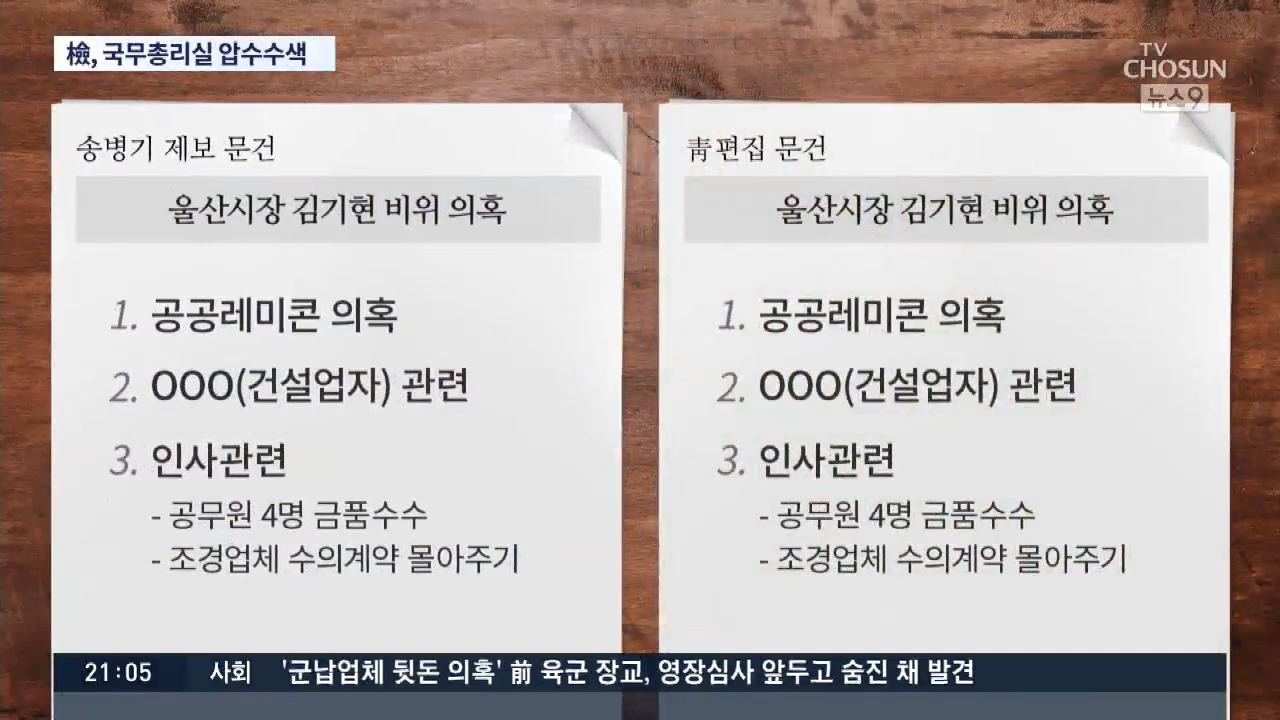 檢, 국무총리실 압수수색
TV
CHOSUN
뉴스9
송병기 제보 문건
울산시장 김기현 비위 의혹
1. 공공레미콘 의혹
2. OOO(건설업자) 관련
3. 인사관련
- 공무원 4명 금품수수
- 조경업체 수의계약 몰아주기
靑편집 문건
울산시장 김기현 비위 의혹
1. 공공레미콘 의혹
2. OOO(건설업자) 관련
3. 인사관련
- 공무원 4명 금품수수
- 조경업체 수의계약 몰아주기
21:05 사회 '군납업체 뒷돈 의혹' 前 육군 장교, 영장심사 앞두고 숨진 채 발견